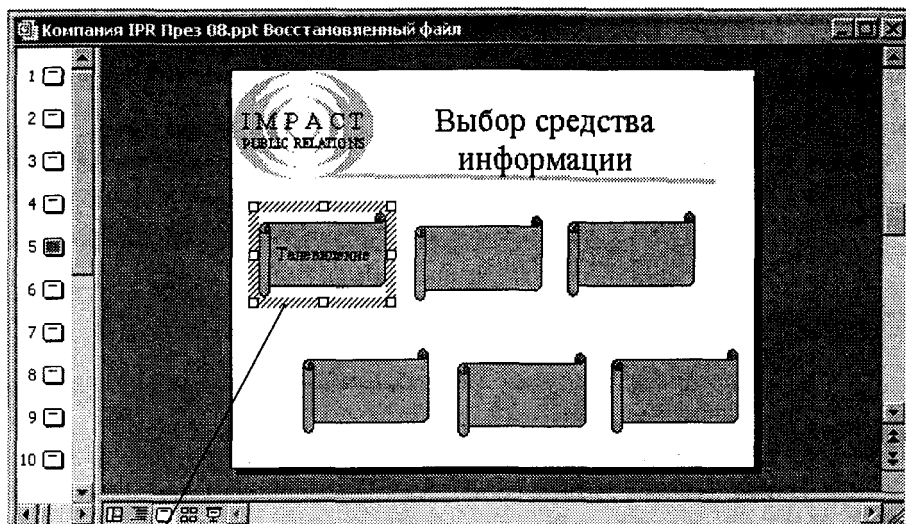 Компания IPR През 08.ppt Восстановленный файл
1
2
3
4
5
6
7
8
9
10
IMPACT
PUBLIC RELATIONS
Выбор средства
информации
Телевидение